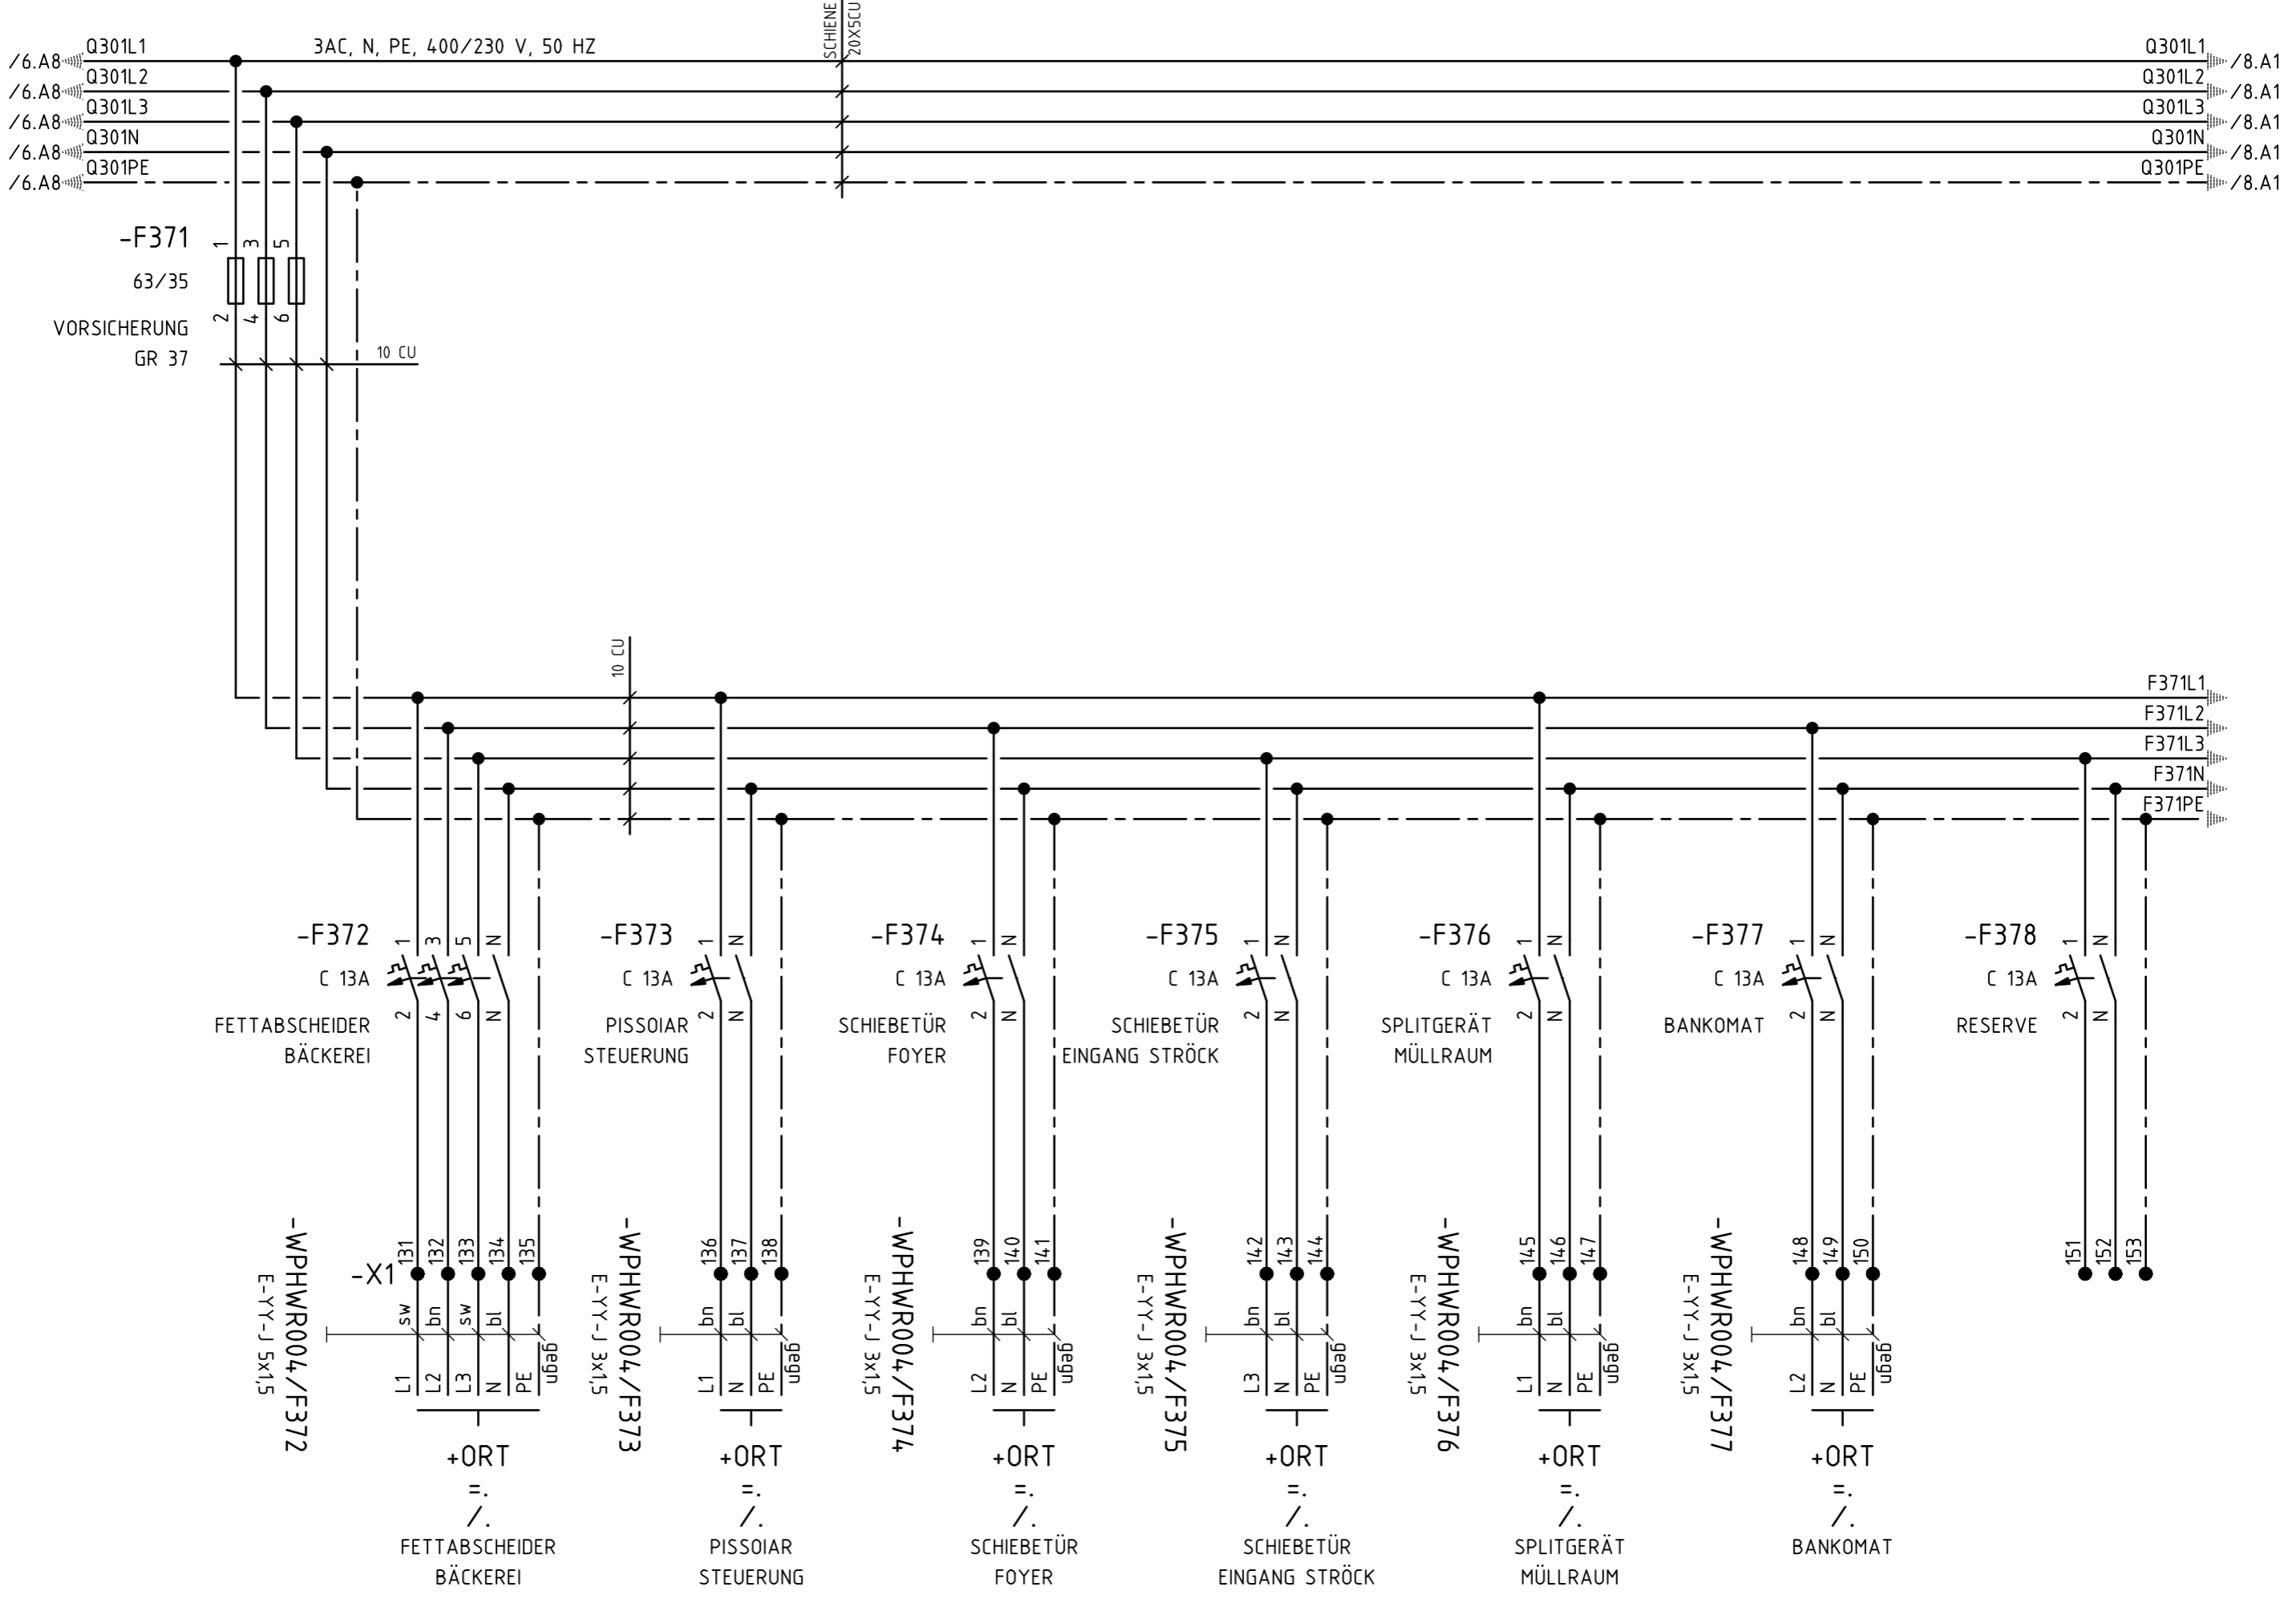 SCHIENE
20X5CU
3AC, N, PE, 400/230 V, 50 HZ
/6.A8 Q301L1 Q301L1 /8.A1
/6.A8 Q301L2 Q301L2 /8.A1
/6.A8 Q301L3 Q301L3 /8.A1
/6.A8 Q301N Q301N /8.A1
/6.A8 Q301PE Q301PE /8.A1
-F371 1 3 5
63/35
2 4 6
VORSICHERUNG
GR 37
10 CU
10 CU
F371L1
F371L2
F371L3
F371N
F371PE
-F372 1 3 5 N
C 13A
2 4 6 N
FETTABSCHEIDER
BÄCKEREI
-F373 1 N
C 13A
2 N
PISSOIAR
STEUERUNG
-F374 1 N
C 13A
2 N
SCHIEBETÜR
FOYER
-F375 1 N
C 13A
2 N
SCHIEBETÜR
EINGANG STRÖCK
-F376 1 N
C 13A
2 N
SPLITGERÄT
MÜLLRAUM
-F377 1 N
C 13A
2 N
BANKOMAT
-F378 1 N
C 13A
2 N
RESERVE
-WPHWR004/F372
E-YY-J 5x1,5
-X1 131 132 133 134 135
sw bn sw bl gegn
L1 L2 L3 N PE
+ORT
=.
/.
FETTABSCHEIDER
BÄCKEREI
-WPHWR004/F373
E-YY-J 3x1,5
136 137 138
bn bl gegn
L1 N PE
+ORT
=.
/.
PISSOIAR
STEUERUNG
-WPHWR004/F374
E-YY-J 3x1,5
139 140 141
bn bl gegn
L2 N PE
+ORT
=.
/.
SCHIEBETÜR
FOYER
-WPHWR004/F375
E-YY-J 3x1,5
142 143 144
bn bl gegn
L3 N PE
+ORT
=.
/.
SCHIEBETÜR
EINGANG STRÖCK
-WPHWR004/F376
E-YY-J 3x1,5
145 146 147
bn bl gegn
L1 N PE
+ORT
=.
/.
SPLITGERÄT
MÜLLRAUM
-WPHWR004/F377
E-YY-J 3x1,5
148 149 150
bn bl gegn
L2 N PE
+ORT
=.
/.
BANKOMAT
151 152 153